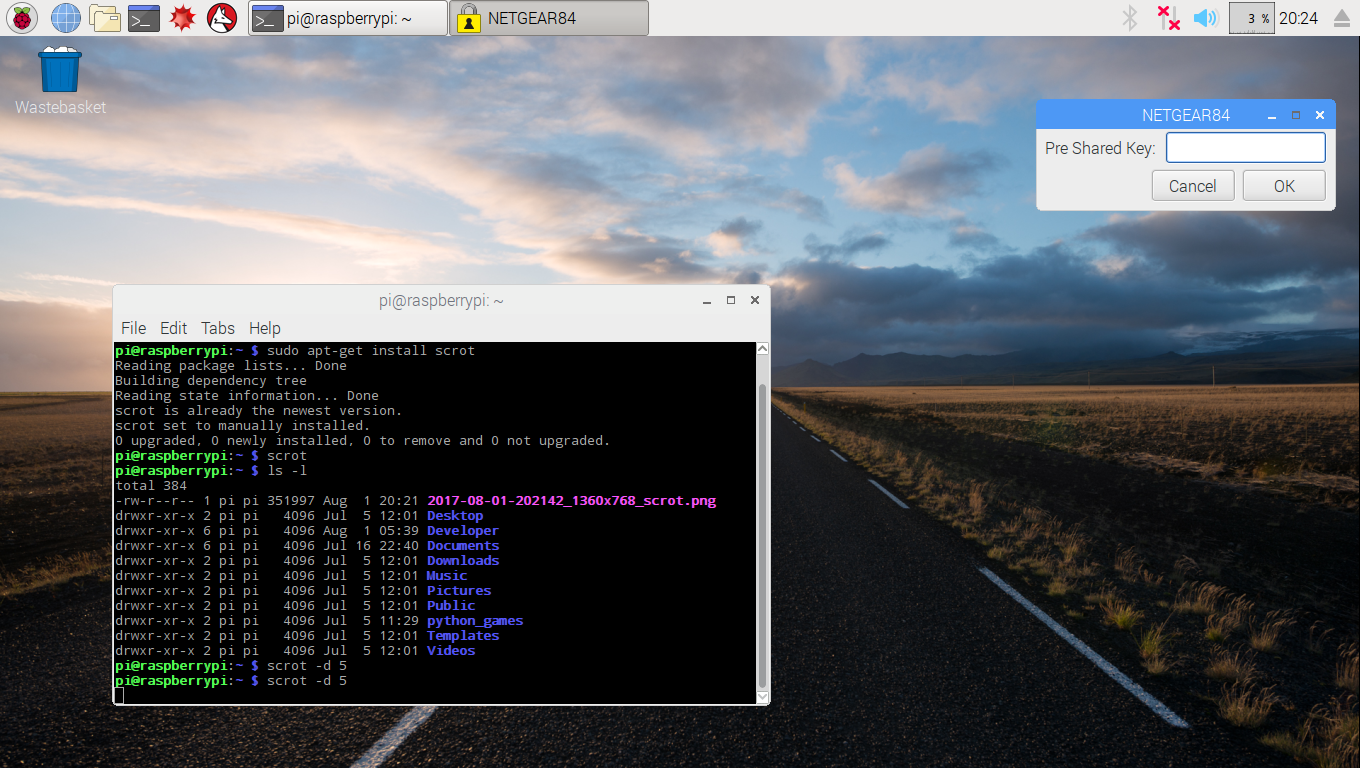 pi@raspberrypi: ~
NETGEAR84
3 %
20:24
Wastebasket
NETGEAR84
Pre Shared Key:
Cancel
OK
pi@raspberrypi: ~
File Edit Tabs Help
pi@raspberrypi:~ $ sudo apt-get install scrot
Reading package lists... Done
Building dependency tree
Reading state information... Done
scrot is already the newest version.
scrot set to manually installed.
0 upgraded, 0 newly installed, 0 to remove and 0 not upgraded.
pi@raspberrypi:~ $ scrot
pi@raspberrypi:~ $ ls -l
total 384
-rw-r--r-- 1 pi pi 351997 Aug  1 20:21 2017-08-01-202142_1360x768_scrot.png
drwxr-xr-x 2 pi pi   4096 Jul  5 12:01 Desktop
drwxr-xr-x 6 pi pi   4096 Aug  1 05:39 Developer
drwxr-xr-x 6 pi pi   4096 Jul 16 22:40 Documents
drwxr-xr-x 2 pi pi   4096 Jul  5 12:01 Downloads
drwxr-xr-x 2 pi pi   4096 Jul  5 12:01 Music
drwxr-xr-x 2 pi pi   4096 Jul  5 12:01 Pictures
drwxr-xr-x 2 pi pi   4096 Jul  5 12:01 Public
drwxr-xr-x 2 pi pi   4096 Jul  5 11:29 python_games
drwxr-xr-x 2 pi pi   4096 Jul  5 12:01 Templates
drwxr-xr-x 2 pi pi   4096 Jul  5 12:01 Videos
pi@raspberrypi:~ $ scrot -d 5
pi@raspberrypi:~ $ scrot -d 5